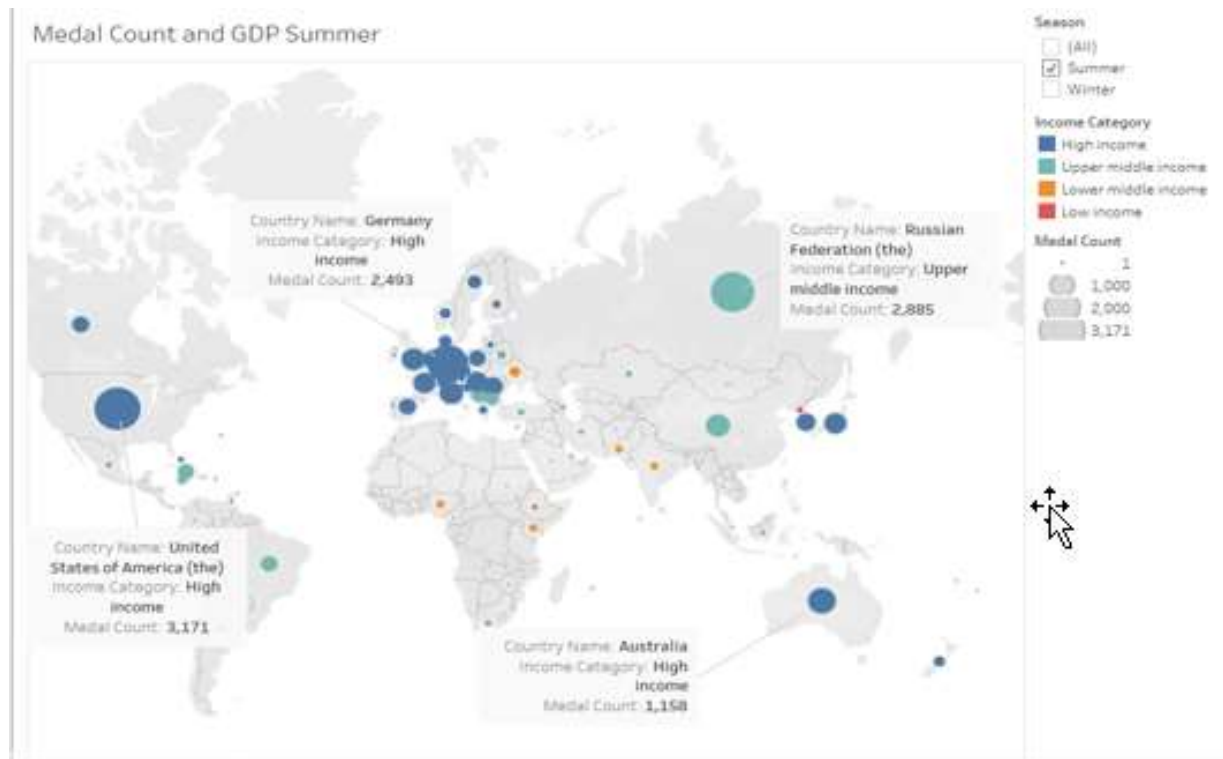 Medal Count and GDP Summer
Season
(All)
Summer
Winter
Income Category
High income
Upper middle income
Lower middle income
Low income
Medal Count
1
1,000
2,000
3,171
Country Name: Germany
Income Category: High
income
Medal Count: 2,493
Country Name: Russian
Federation (the)
Income Category: Upper
middle income
Medal Count: 2,885
Country Name: United
States of America (the)
Income Category: High
income
Medal Count: 3,171
Country Name: Australia
Income Category: High
income
Medal Count: 1,158